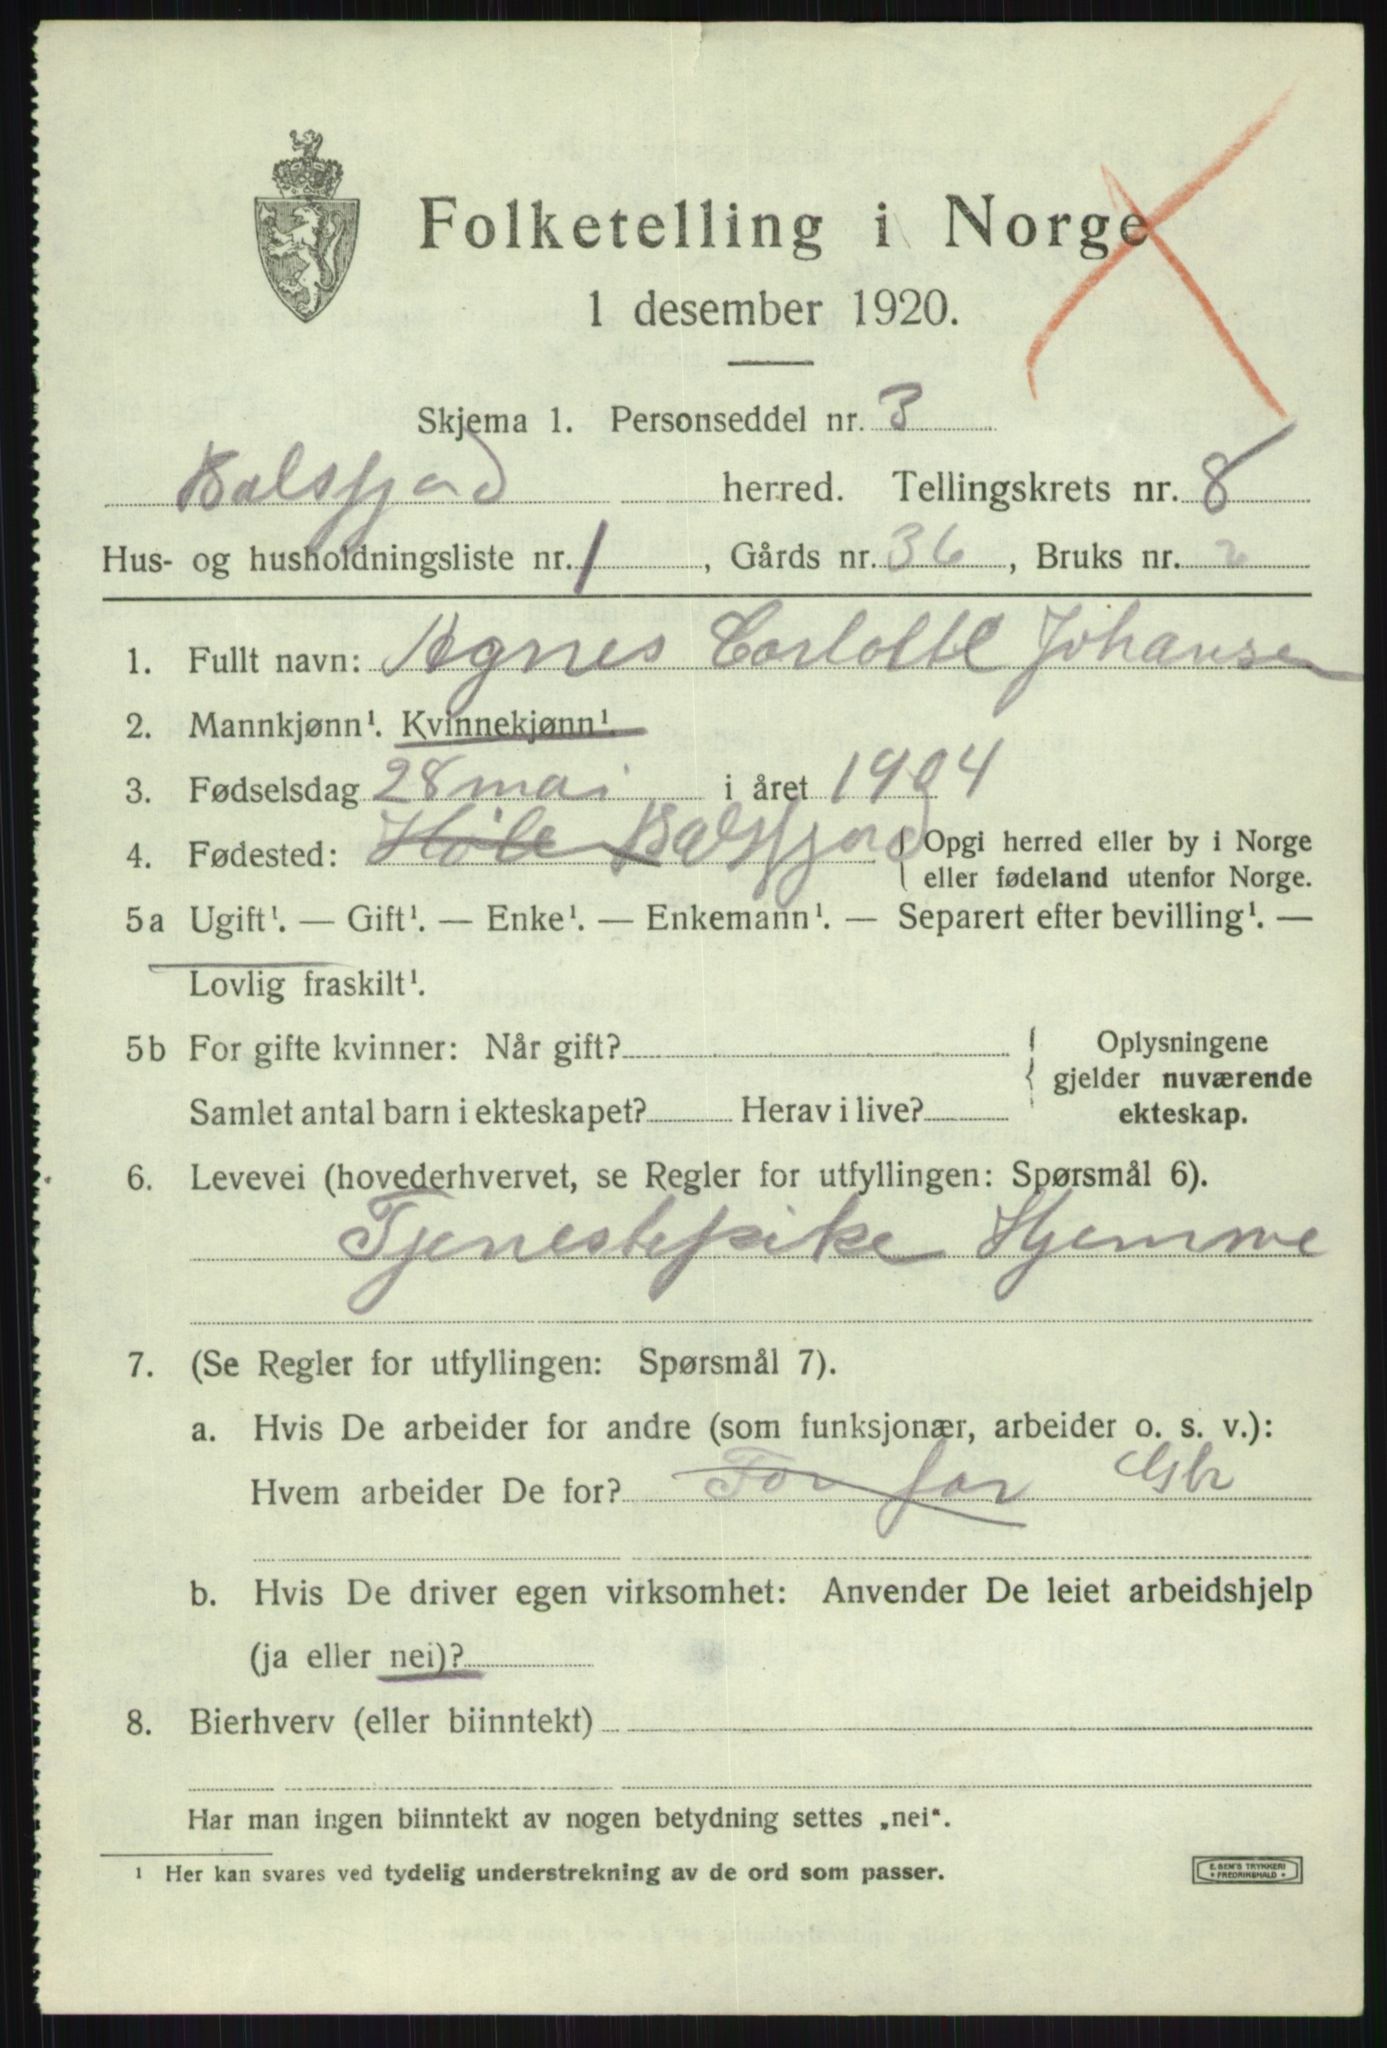 Folketelling i Norge
1 desember 1920.
Skjema 1. Personseddel nr. 3
Balsfjord herred. Tellingskrets nr. 8
Hus- og husholdningsliste nr. 1, Gårds nr. 36, Bruks nr. 2
1. Fullt navn: Agnes Carlotte Johansen
2. Mannkjønn¹. Kvinnekjønn¹.
3. Fødselsdag 28 mai i året 1904
4. Fødested: Høle Balsfjord { Opgi herred eller by i Norge
eller fødeland utenfor Norge.
5a Ugift¹. — Gift¹. — Enke¹. — Enkemann¹. — Separert efter bevilling¹. —
Lovlig fraskilt¹.
5b For gifte kvinner: Når gift? { Oplysningene
gjelder nuværende
Samlet antal barn i ekteskapet? Herav i live? ekteskap.
6. Levevei (hovederhvervet, se Regler for utfyllingen: Spørsmål 6).
Tjenestepike Hjemme
7. (Se Regler for utfyllingen: Spørsmål 7).
a. Hvis De arbeider for andre (som funksjonær, arbeider o. s. v.):
Hvem arbeider De for? For far Gbr
b. Hvis De driver egen virksomhet: Anvender De leiet arbeidshjelp
(ja eller nei)?
8. Bierhverv (eller biinntekt)
Har man ingen biinntekt av nogen betydning settes „nei“.
¹ Her kan svares ved tydelig understrekning av de ord som passer.
E. SEM'S TRYKKERI
FREDRIKSHALD